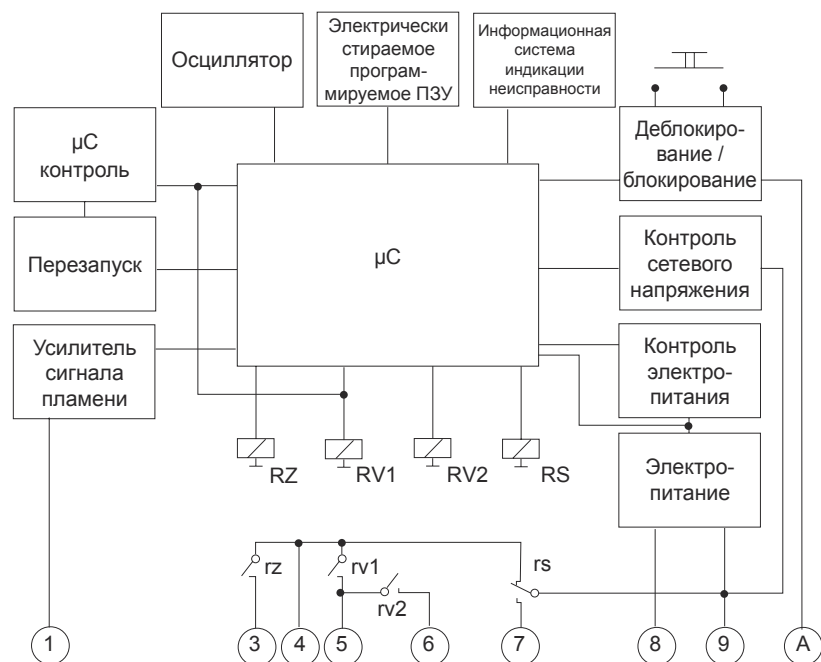 Осциллятор
Электрически
стираемое
програм-
мируемое ПЗУ
Информационная
система
индикации
неисправности
µC
контроль
Деблокиро-
вание /
блокирование
µC
Перезапуск
Контроль
сетевого
напряжения
Усилитель
сигнала
пламени
Контроль
электро-
питания
RZ
RV1
RV2
RS
Электро-
питание
rz
rv1
rv2
rs
1
3
4
5
6
7
8
9
A